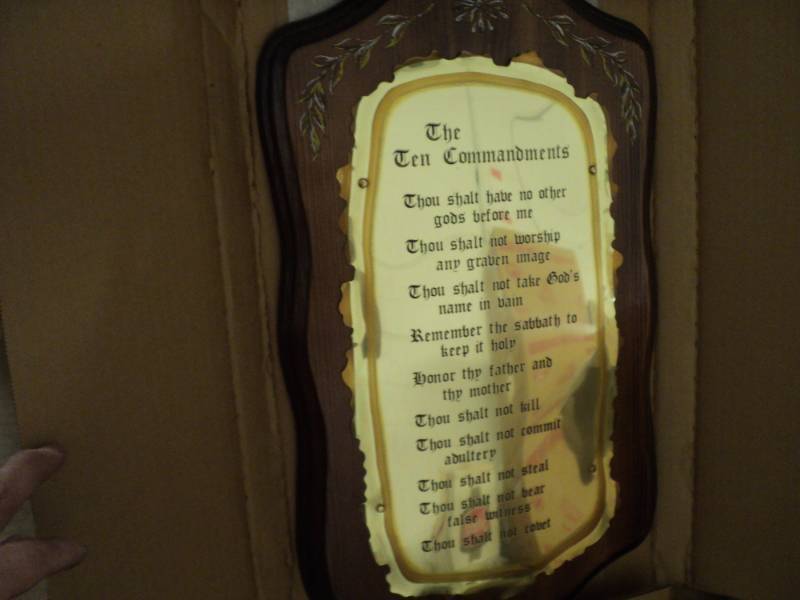 The
Ten Commandments
Thou shalt have no other
gods before me
Thou shalt not worship
any graven image
Thou shalt not take God's
name in vain
Remember the sabbath to
keep it holy
Honor thy father and
thy mother
Thou shalt not kill
Thou shalt not commit
adultery
Thou shalt not steal
Thou shalt not bear
false witness
Thou shalt not covet